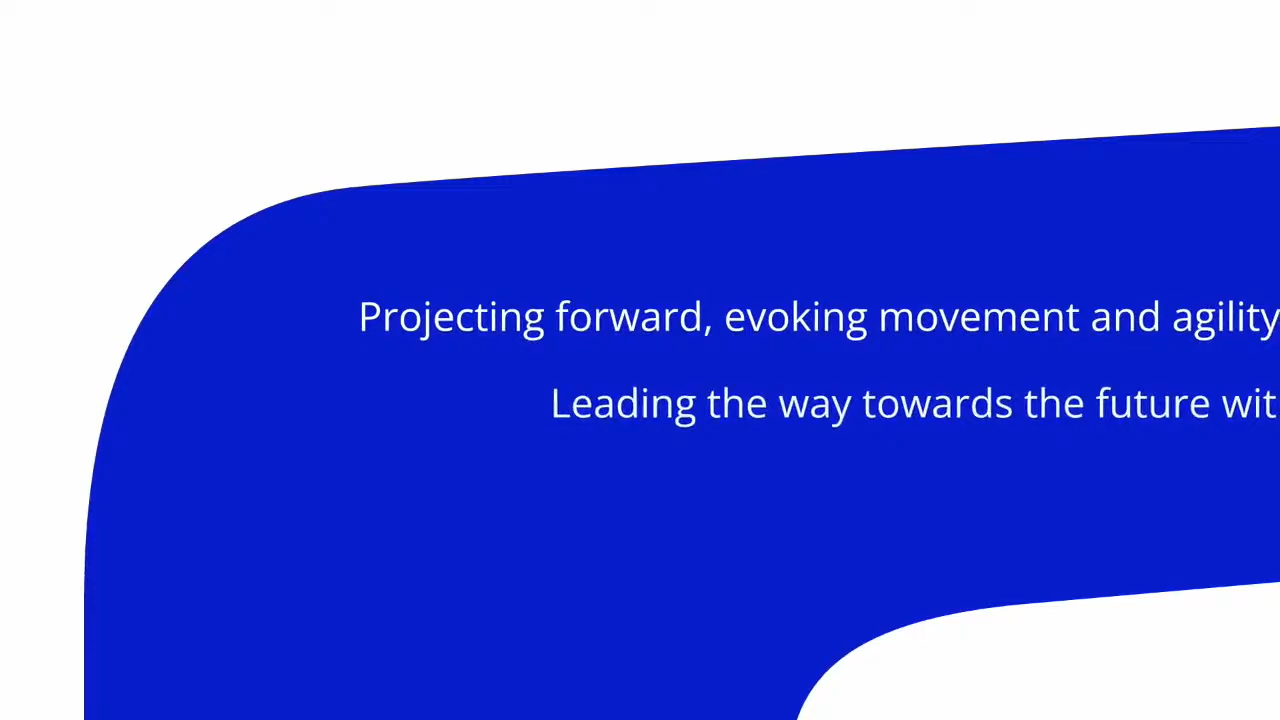 Projecting forward, evoking movement and agility
Leading the way towards the future wit